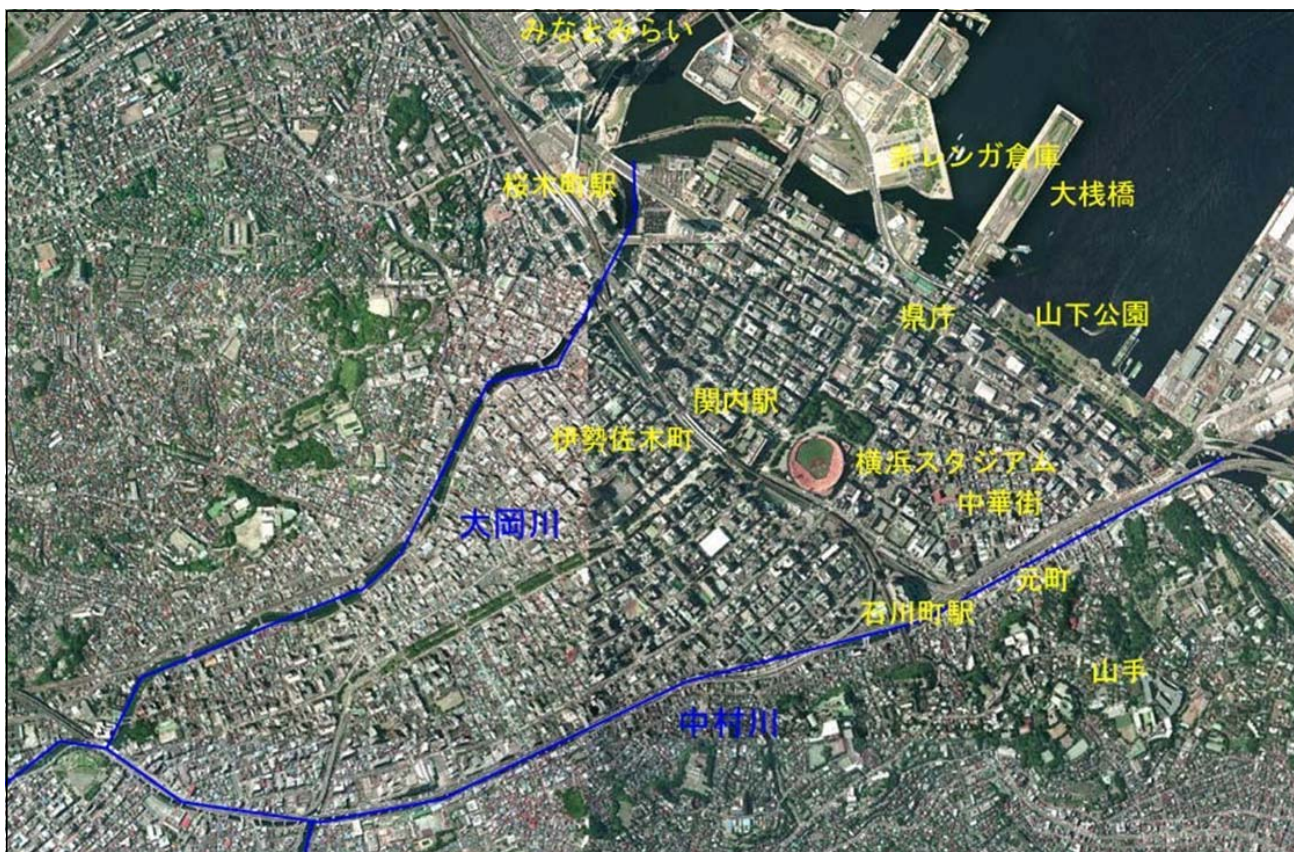 みなとみらい
赤レンガ倉庫
桜木町駅
大桟橋
県庁
山下公園
関内駅
伊勢佐木町
横浜スタジアム
中華街
大岡川
元町
石川町駅
山手
中村川